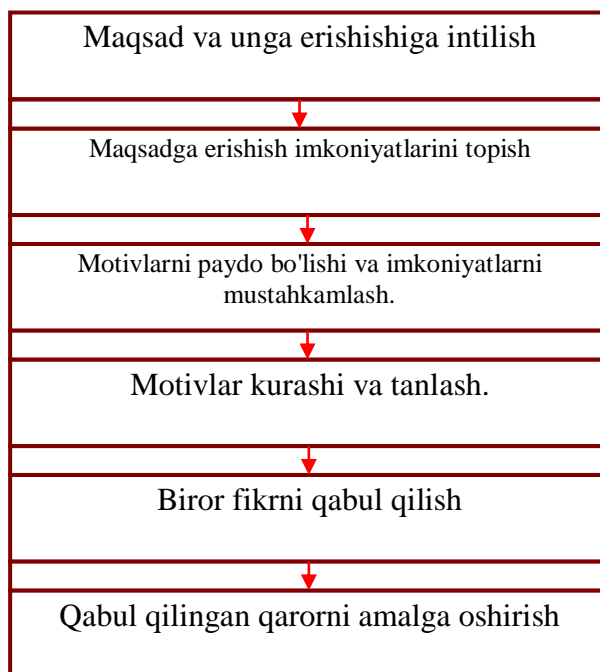 Maqsad va unga erishishiga intilish
Maqsadga erishish imkoniyatlarini topish
Motivlarni paydo bo'lishi va imkoniyatlarni
mustahkamlash.
Motivlar kurashi va tanlash.
Biror fikrni qabul qilish
Qabul qilingan qarorni amalga oshirish